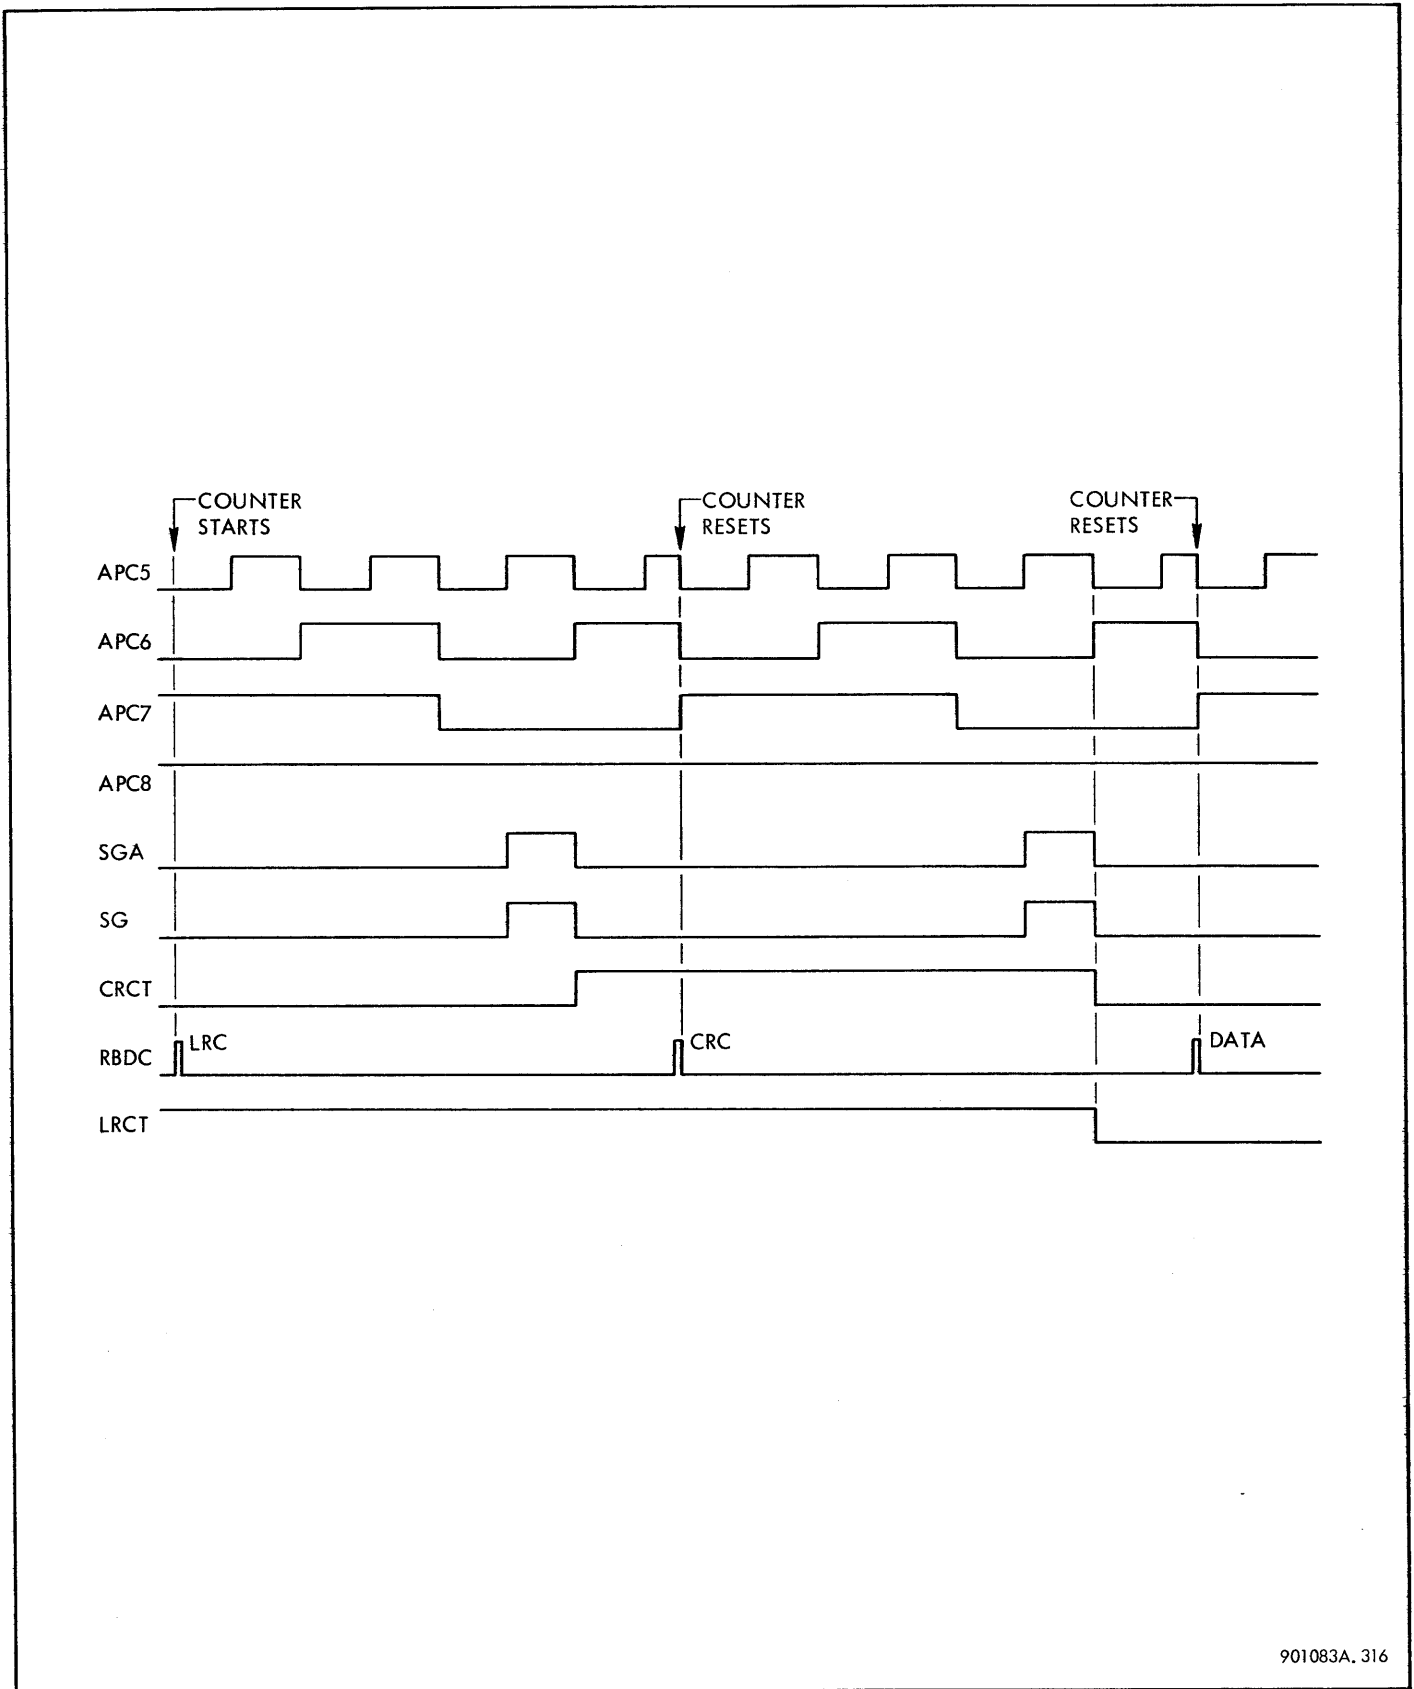 COUNTER
STARTS
COUNTER
RESETS
COUNTER
RESETS
APC5
APC6
APC7
APC8
SGA
SG
CRCT
RBDC
LRC
CRC
DATA
LRCT
901083A. 316